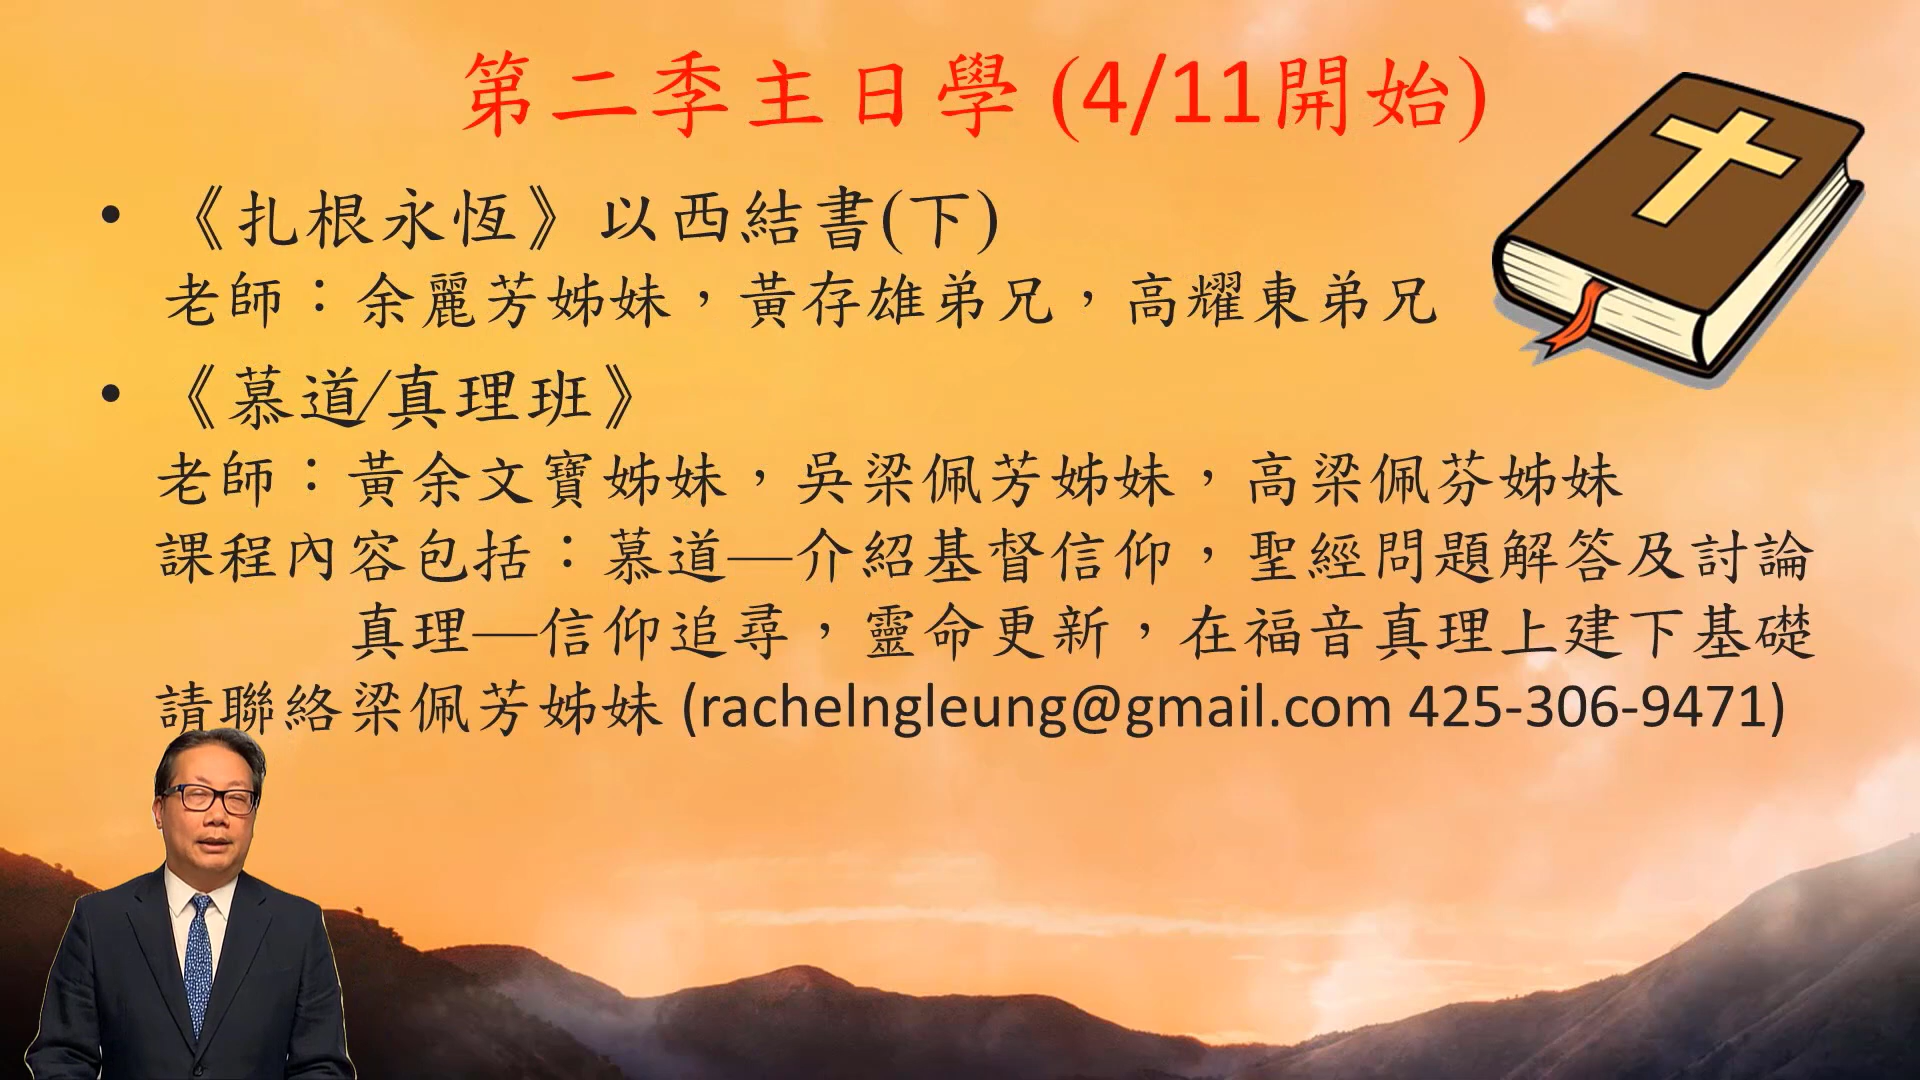 第二季主日學 (4/11開始)
• 《扎根永恆》以西結書(下)
老師：余麗芳姊妹，黃存雄弟兄，高耀東弟兄
• 《慕道/真理班》
老師：黃余文寶姊妹，吳梁佩芳姊妹，高梁佩芬姊妹
課程內容包括：慕道—介紹基督信仰，聖經問題解答及討論
真理—信仰追尋，靈命更新，在福音真理上建下基礎
請聯絡梁佩芳姊妹 (rachelngleung@gmail.com 425-306-9471)